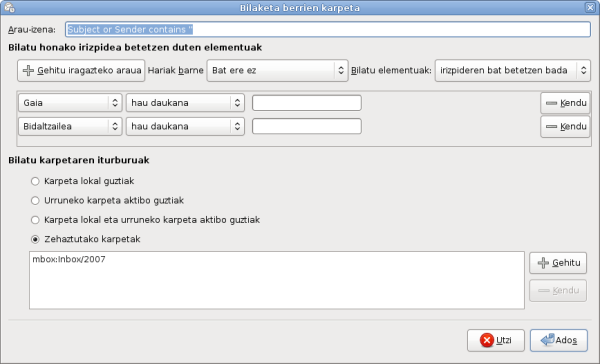 Bilaketa berrien karpeta
Arau-izena: Subject or Sender contains ''
Bilatu honako irizpidea betetzen duten elementuak
Gehitu iragazteko araua Hariak barne Bat ere ez Bilatu elementuak: irizpideren bat betetzen bada
Gaia hau daukana Kendu
Bidaltzailea hau daukana Kendu
Bilatu karpetaren iturburuak
Karpeta lokal guztiak
Urruneko karpeta aktibo guztiak
Karpeta lokal eta urruneko karpeta aktibo guztiak
Zehaztutako karpetak
mbox:Inbox/2007 Gehitu
Kendu
Utzi Ados